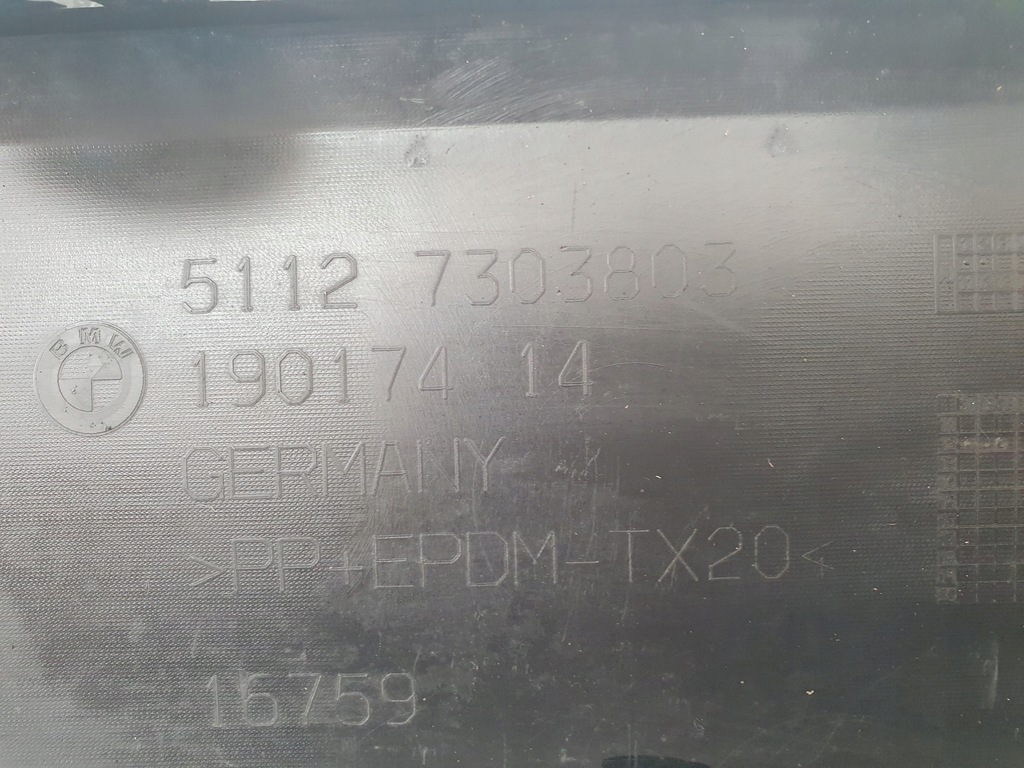 5112 7303803
BMW
190174 14
GERMANY
>PP+EPDM-TX20<
16759